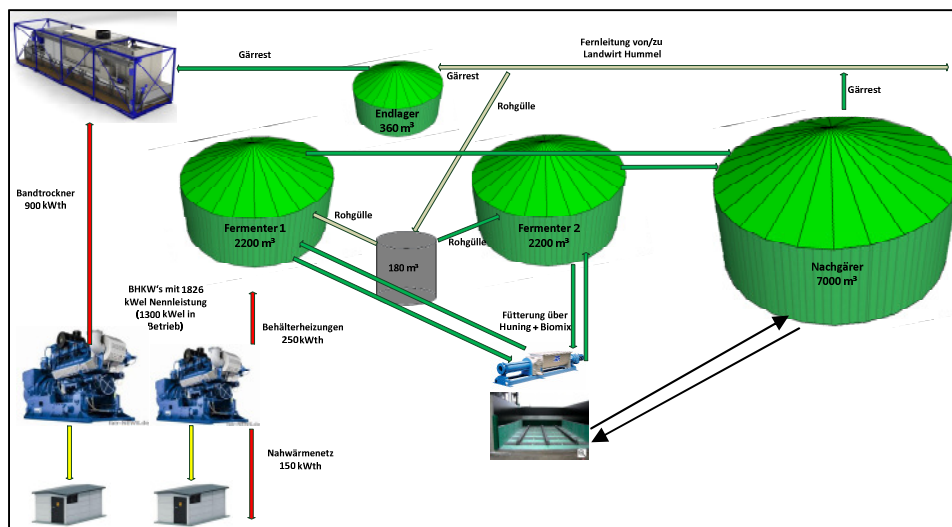 Fernleitung von/zu
Landwirt Hummel
Gärrest
Gärrest
Gärrest
Endlager
360 m³
Rohgülle
Bandtrockner
900 kWth
Fermenter 1
2200 m³
Rohgülle
Rohgülle
180 m³
Fermenter 2
2200 m³
Nachgärer
7000 m³
BHKW's mit 1826
kWel Nennleistung
(1300 kWel in
Betrieb)
Behälterheizungen
250 kWth
Fütterung über
Huning + Biomix
Nahwärmenetz
150 kWth